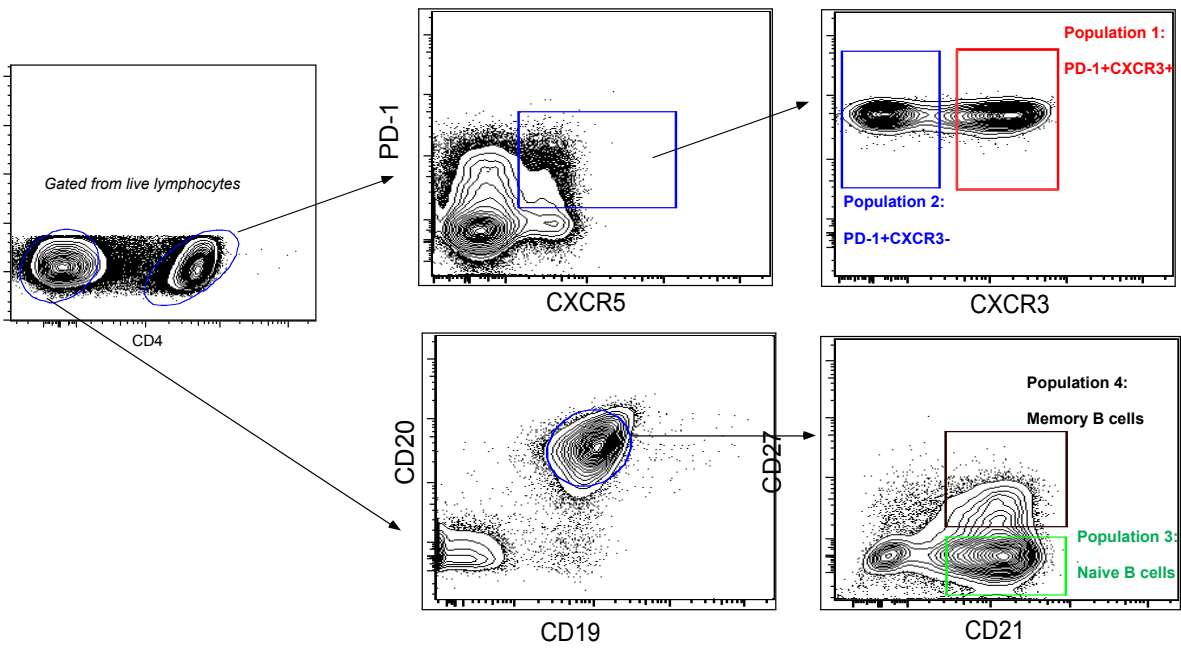 Gated from live lymphocytes
CD4
PD-1
CXCR5
Population 1:
PD-1+CXCR3+
Population 2:
PD-1+CXCR3-
CXCR3
CD20
CD19
CD27
Population 4:
Memory B cells
Population 3:
Naive B cells
CD21